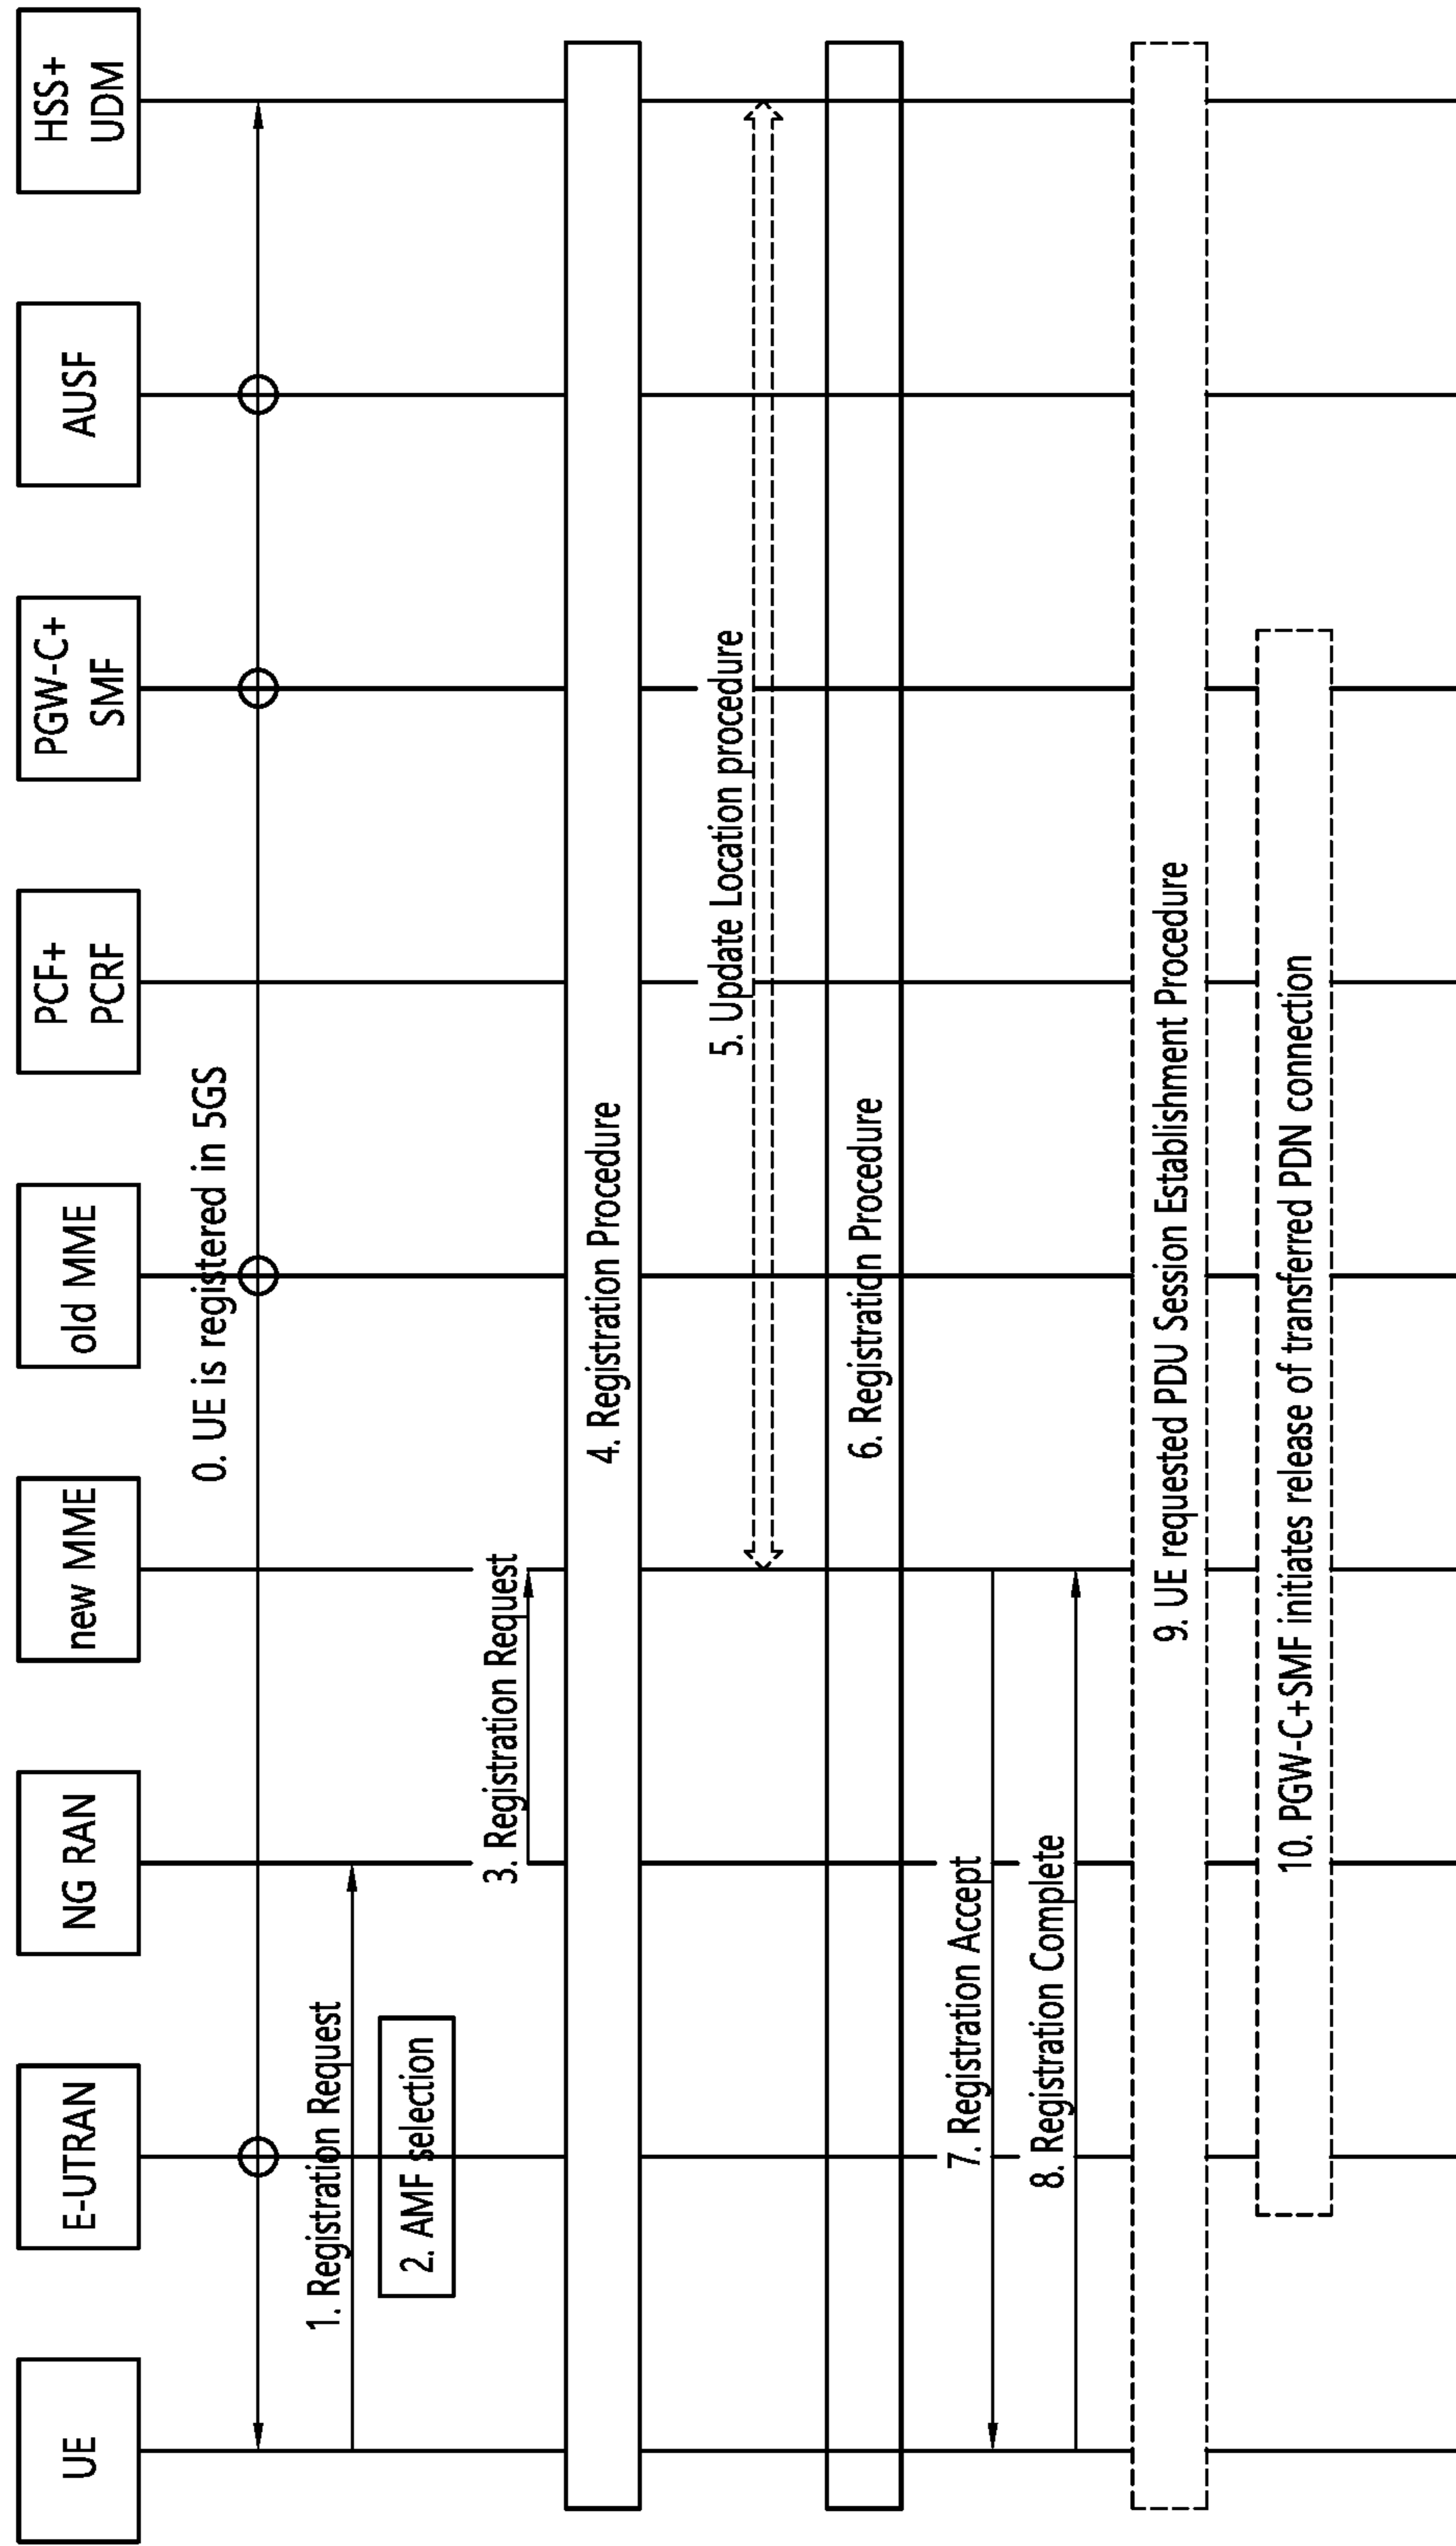 UE
E-UTRAN
NG RAN
new MME
old MME
PCF+
PCRF
PGW-C+
SMF
AUSF
HSS+
UDM
0. UE is registered in 5GS
1. Registration Request
2. AMF selection
3. Registration Request
4. Registration Procedure
5. Update Location procedure
6. Registration Procedure
7. Registration Accept
8. Registration Complete
9. UE requested PDU Session Establishment Procedure
10. PGW-C+SMF initiates release of transferred PDN connection